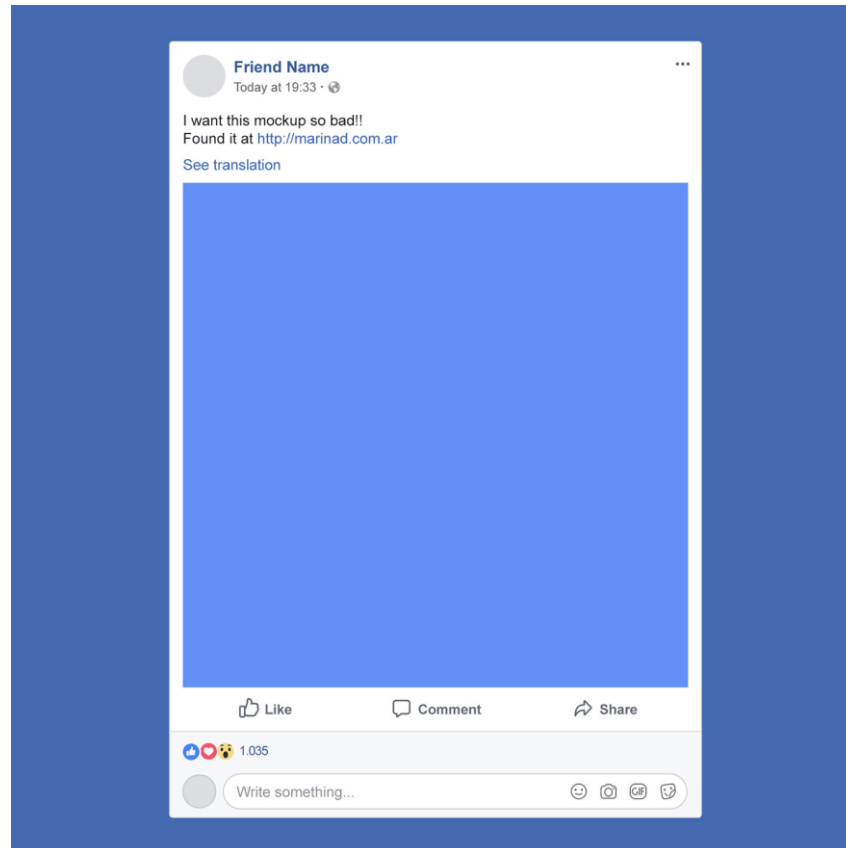 Friend Name
Today at 19:33 ·
I want this mockup so bad!!
Found it at http://marinad.com.ar
See translation
Like Comment Share
1.035
Write something...
GIF